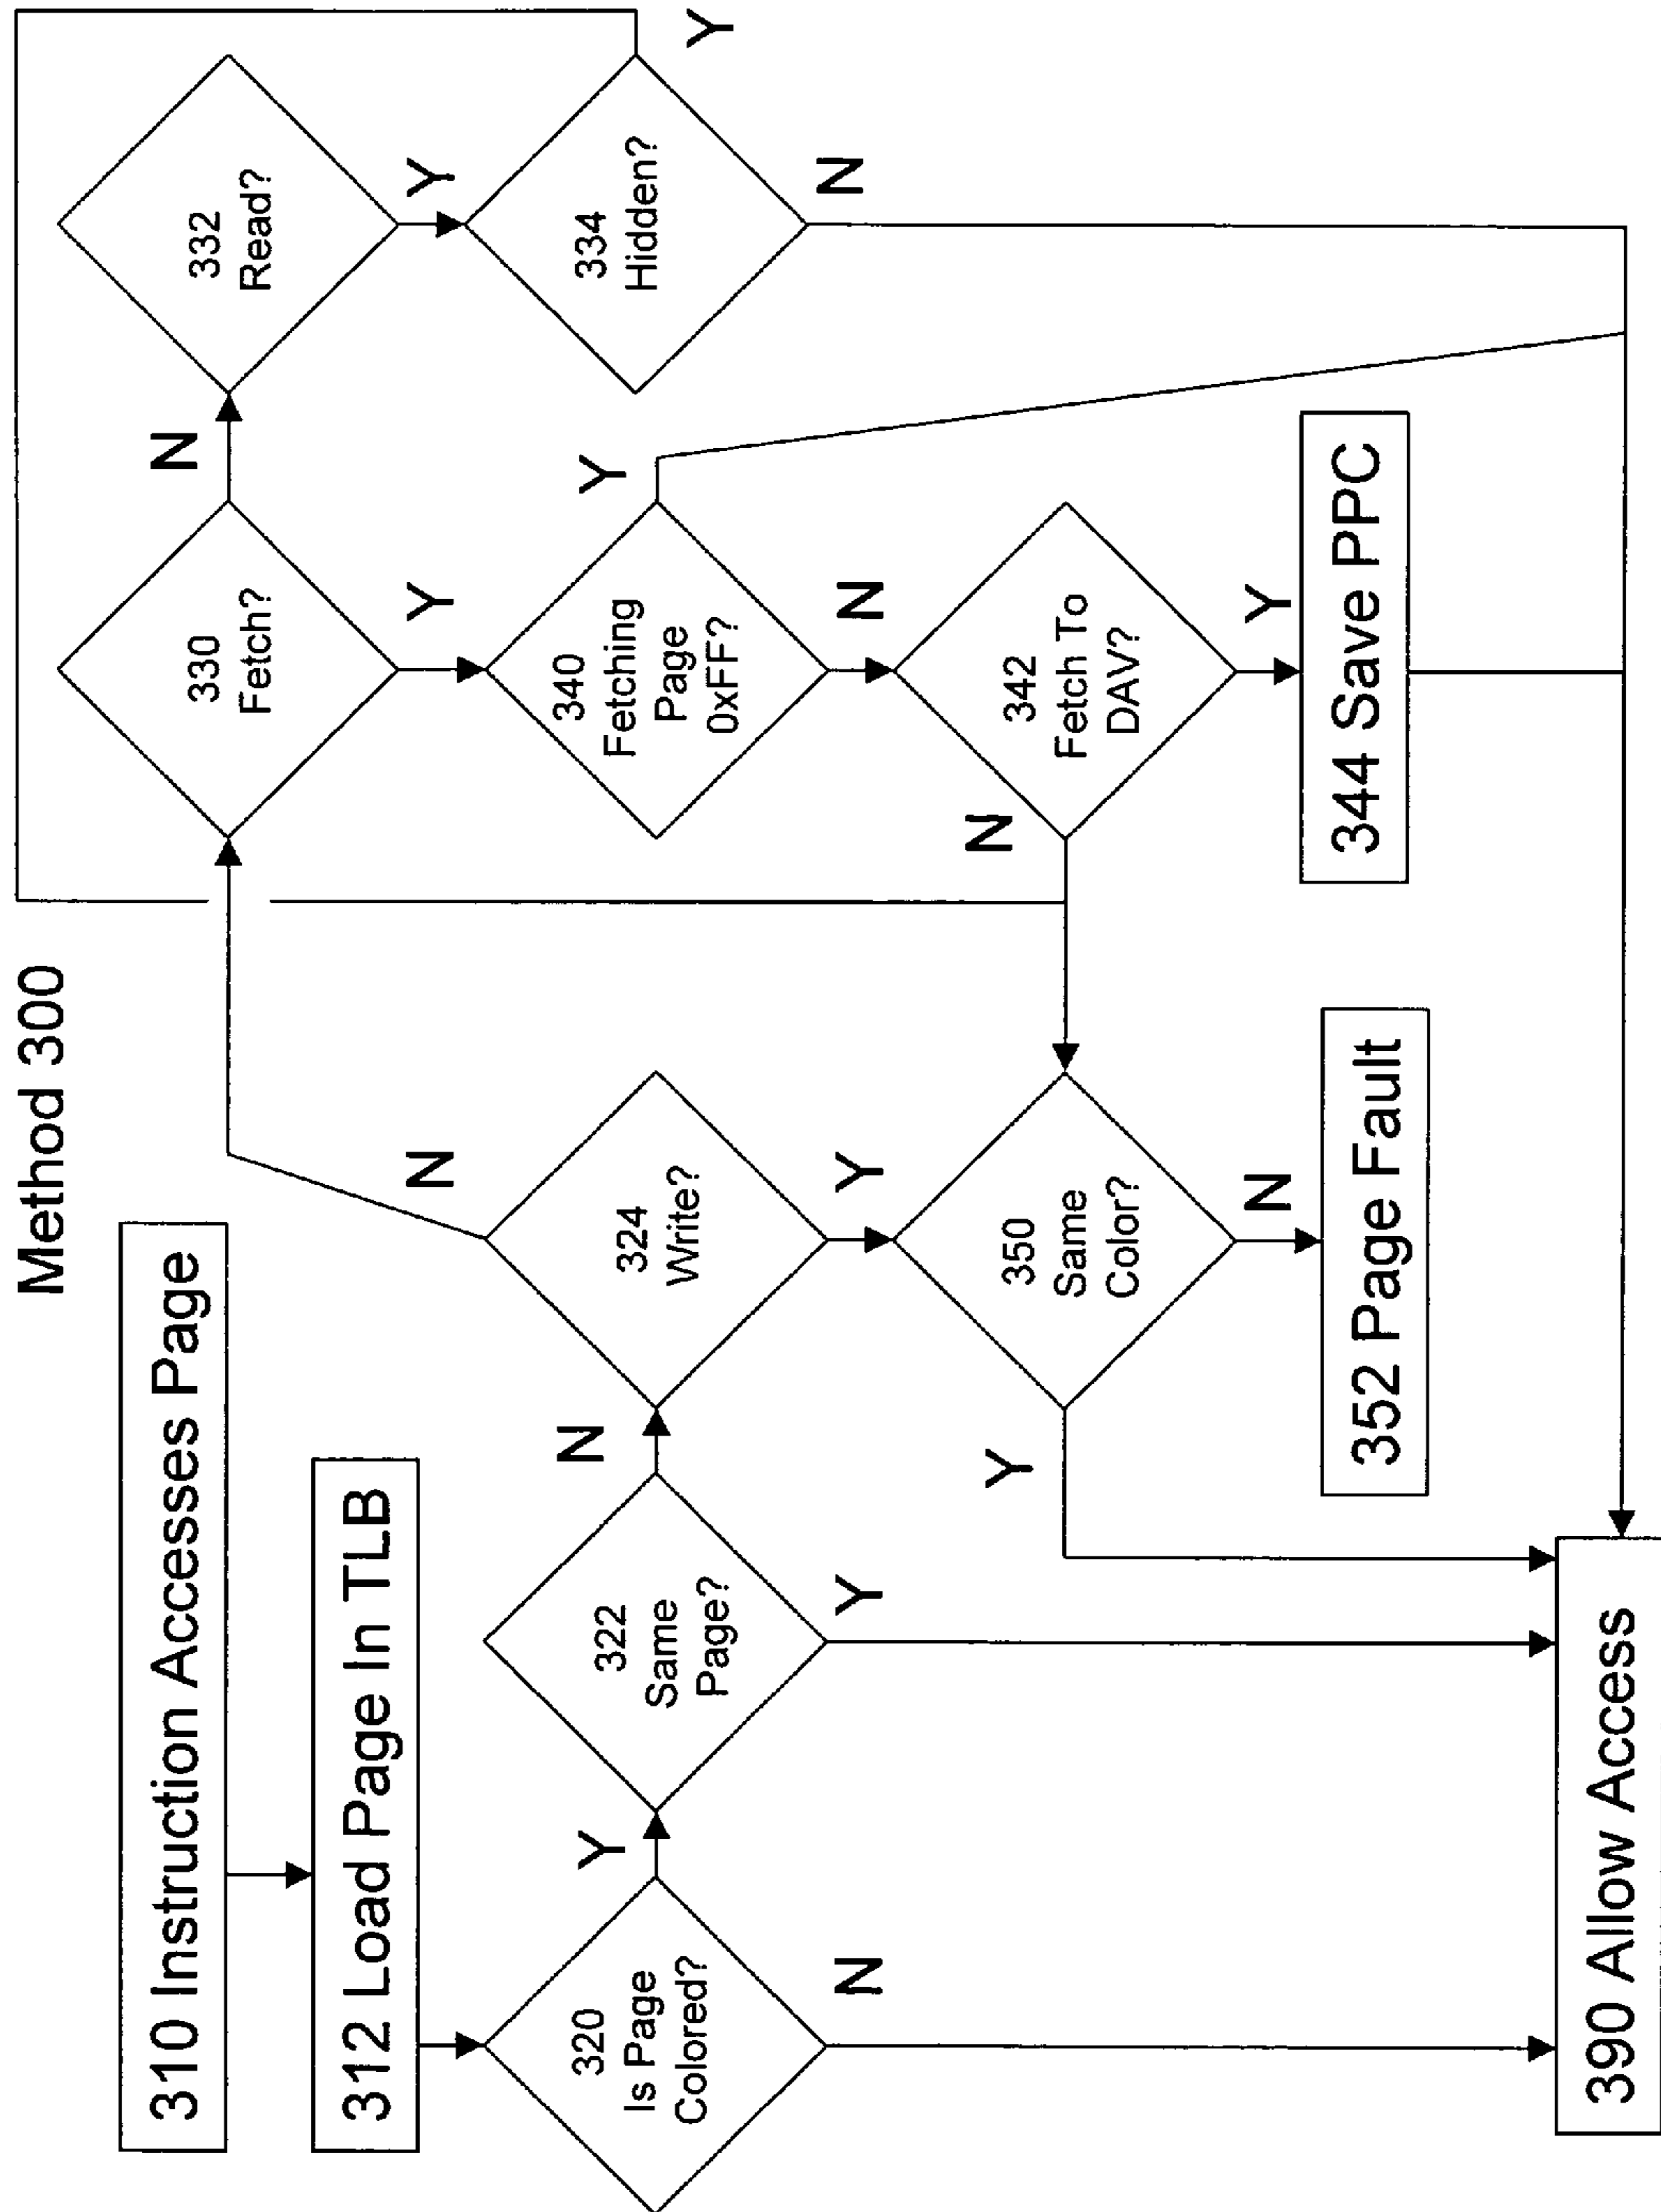 Method 300
310 Instruction Accesses Page
312 Load Page In TLB
320
Is Page
Colored?
Y
N
322
Same
Page?
N
Y
324
Write?
N
Y
330
Fetch?
N
Y
332
Read?
Y
334
Hidden?
Y
N
340
Fetching
Page
0xFF?
Y
N
342
Fetch To
DAV?
N
Y
344 Save PPC
350
Same
Color?
Y
N
352 Page Fault
390 Allow Access